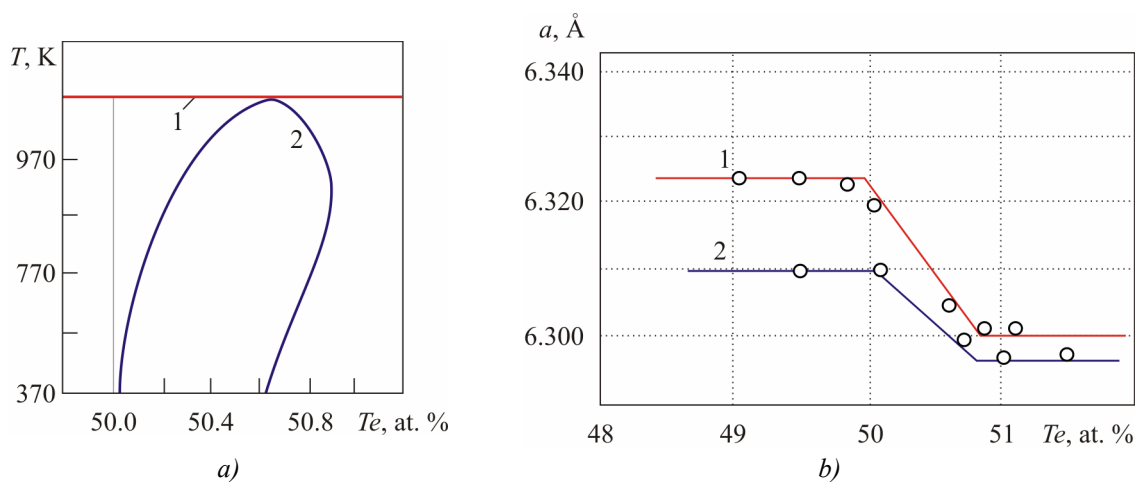 T, K
970
770
370
1
2
50.0 50.4 50.8 Te, at. %
a)
a, Å
6.340
6.320
6.300
1
2
48 49 50 51 Te, at. %
b)